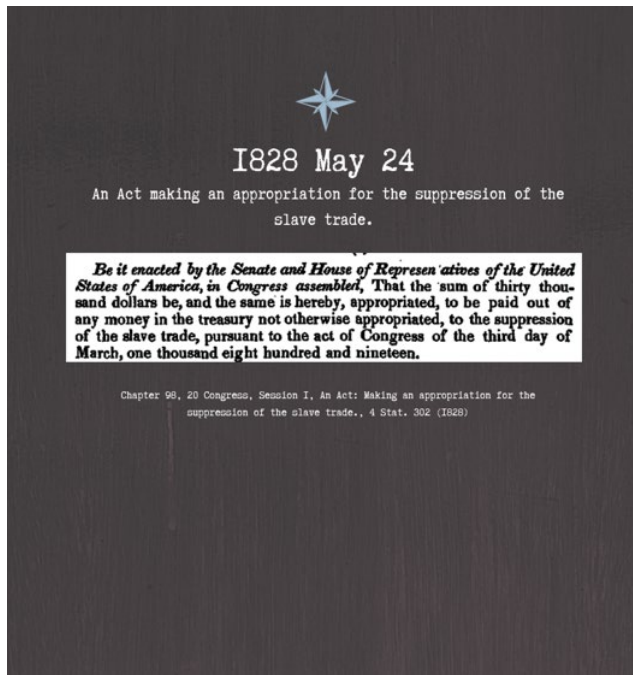 1828 May 24
An Act making an appropriation for the suppression of the
slave trade.
Be it enacted by the Senate and House of Represen atives of the United
States of America, in Congress assembled, That the sum of thirty thou-
sand dollars be, and the same is hereby, appropriated, to be paid out of
any money in the treasury not otherwise appropriated, to the suppression
of the slave trade, pursuant to the act of Congress of the third day of
March, one thousand eight hundred and nineteen.
Chapter 98, 20 Congress, Session I, An Act: Making an appropriation for the
suppression of the slave trade., 4 Stat. 302 (1828)